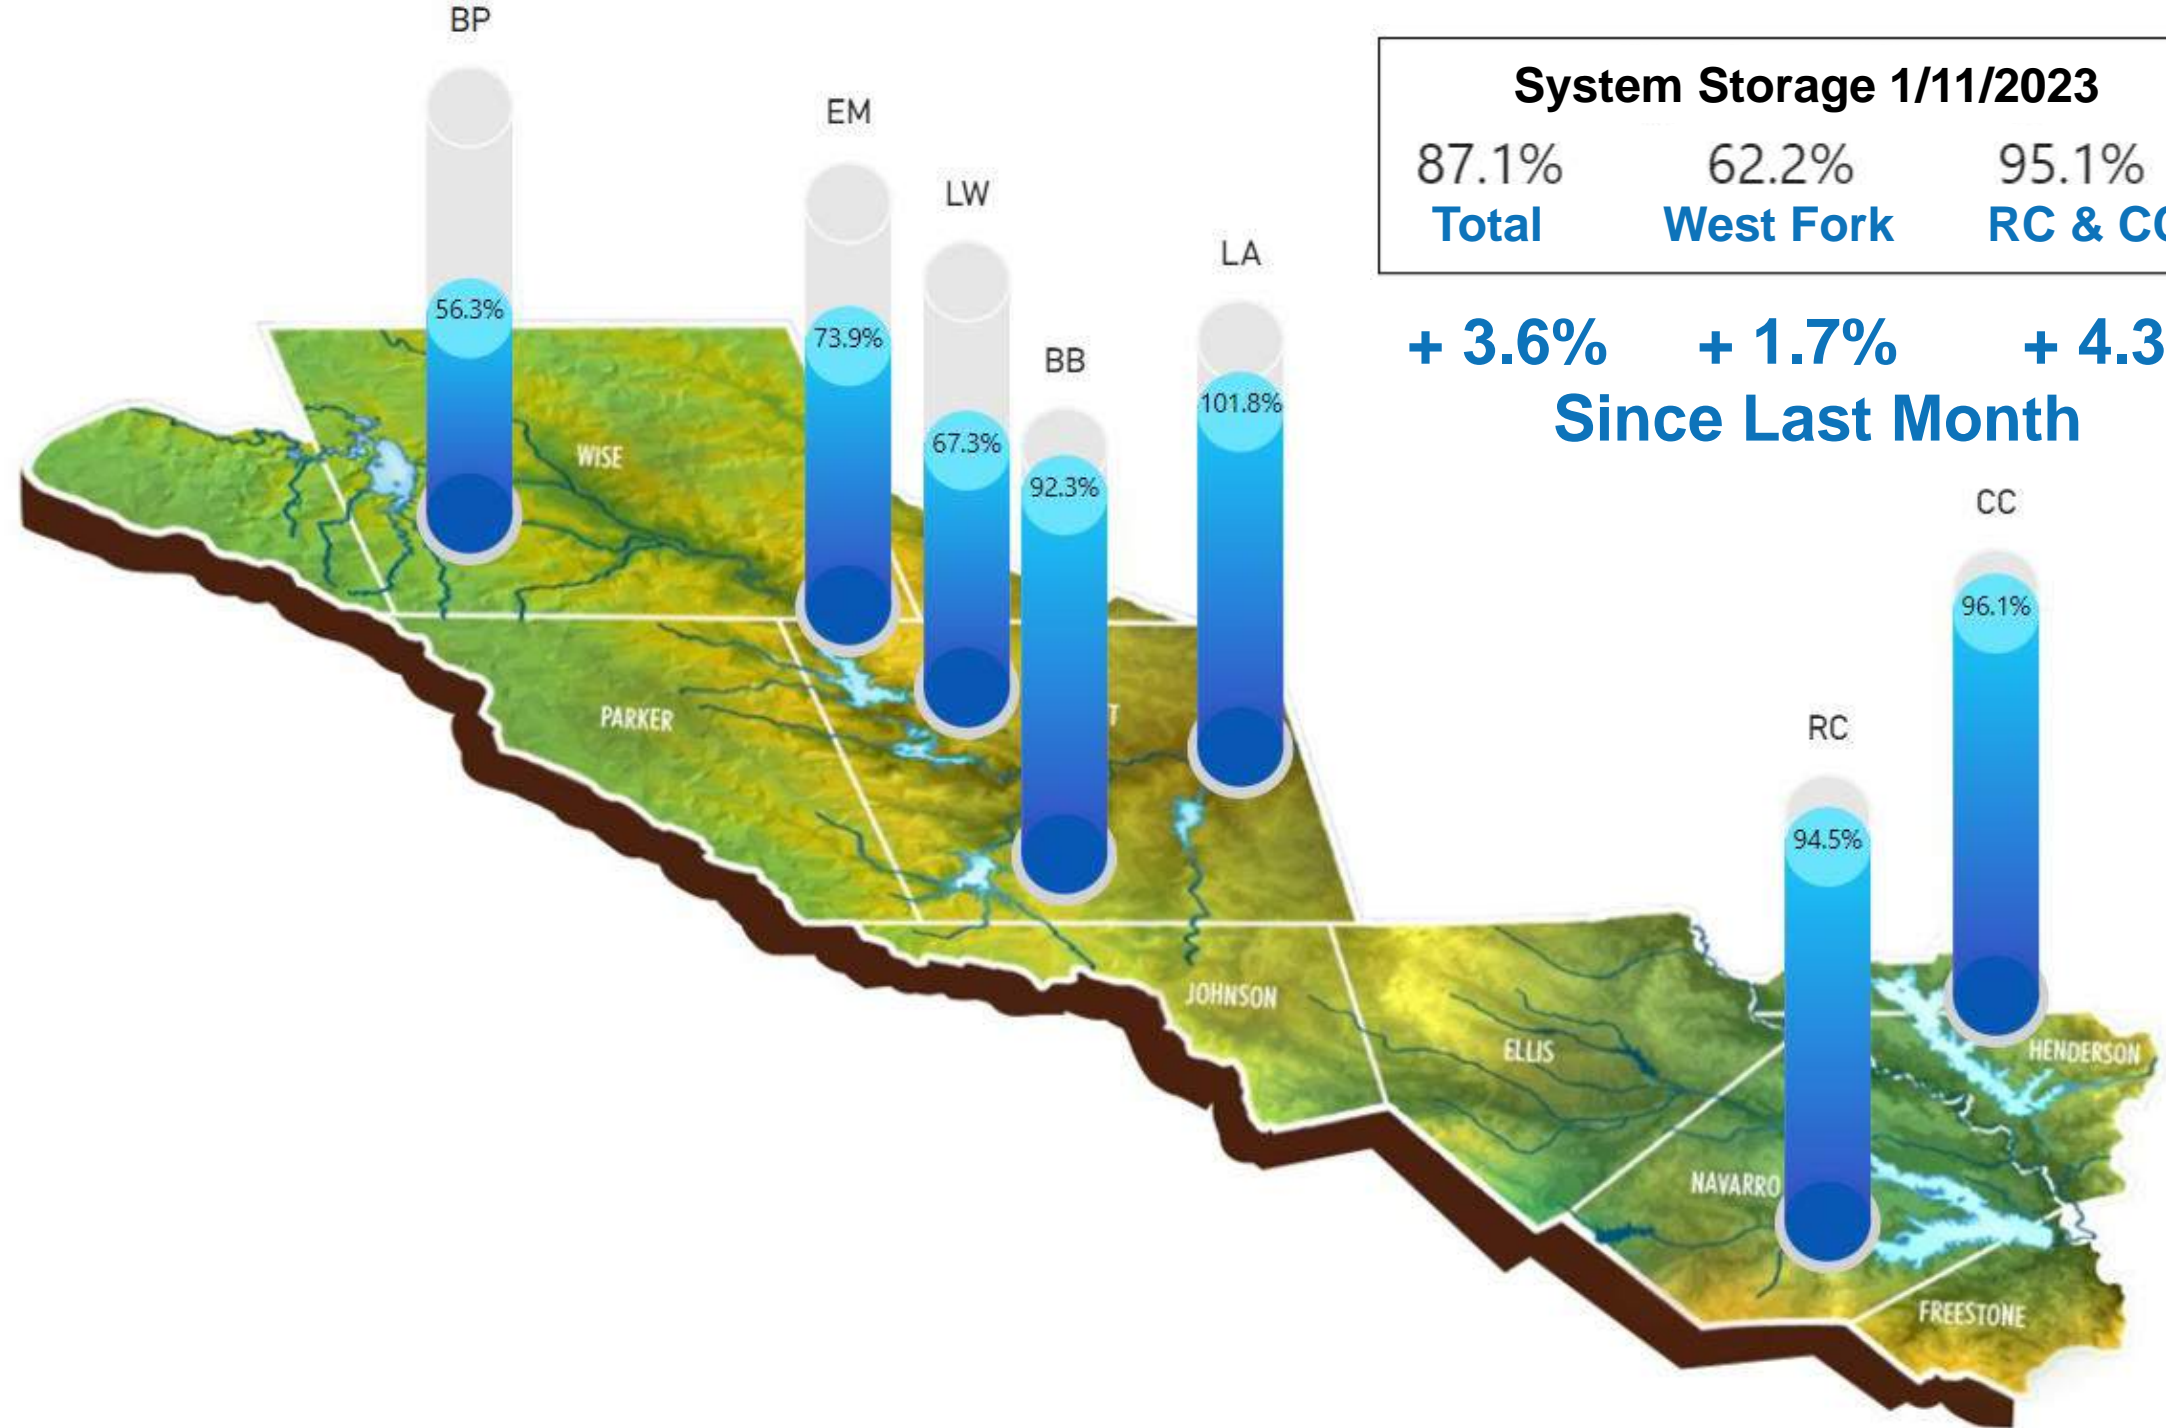 BP
EM
LW
BB
LA
System Storage 1/11/2023
87.1% 62.2% 95.1%
Total West Fork RC &
+ 3.6% + 1.7% + 4.3
Since Last Month
56.3%
73.9%
67.3%
92.3%
101.8%
CC
96.1%
RC
94.5%
WISE
PARKER
T
JOHNSON
ELLIS
HENDERSON
NAVARRO
FREESTONE